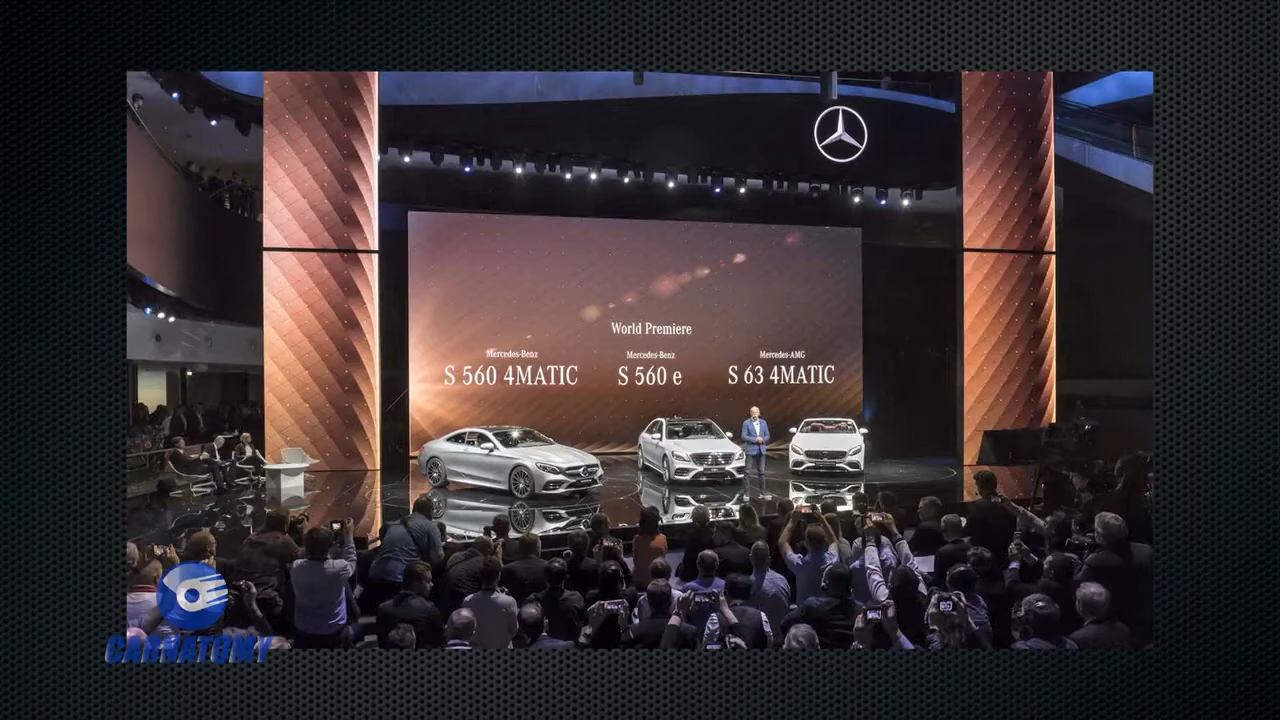 World Premiere
Mercedes-Benz
S 560 4MATIC
Mercedes-Benz
S 560 e
Mercedes-AMG
S 63 4MATIC
CARNATOMY